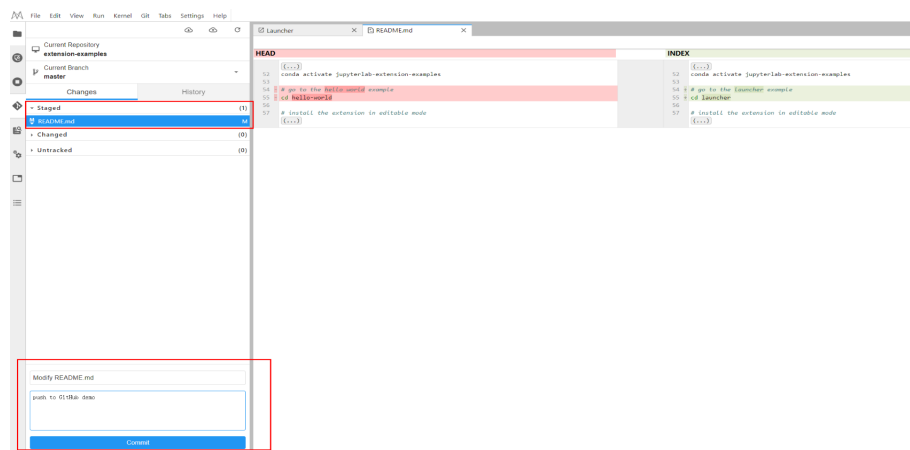 File Edit View Run Kernel Git Tabs Settings Help
Current Repository
extension-examples
Current Branch
master
Changes History
Staged (1)
README.md M
Changed (0)
Untracked (0)
Modify README md
push to GitHub demo
Commit
Launcher README.md
HEAD INDEX
(...)
52 conda activate jupyterlab-extension-examples
53
54 # go to the hello-world example
55 cd hello-world
56
57 # install the extension in editable mode
(...)
(...)
52 conda activate jupyterlab-extension-examples
53
54 # go to the launcher example
55 cd launcher
56
57 # install the extension in editable mode
(...)